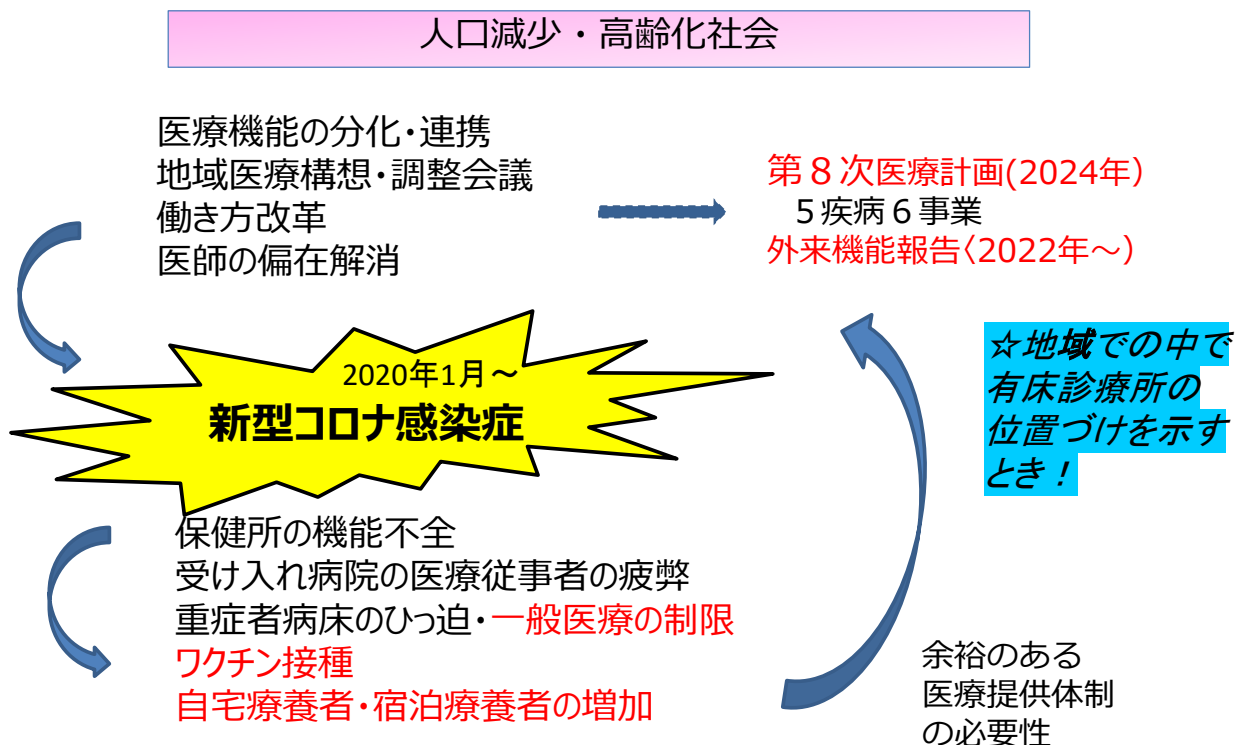 人口減少・高齢化社会
医療機能の分化・連携
地域医療構想・調整会議
働き方改革
医師の偏在解消
第８次医療計画(2024年）
５疾病６事業
外来機能報告〈2022年～）
2020年1月～
新型コロナ感染症
☆地域での中で
有床診療所の
位置づけを示す
とき！
保健所の機能不全
受け入れ病院の医療従事者の疲弊
重症者病床のひっ迫・一般医療の制限
ワクチン接種
自宅療養者・宿泊療養者の増加
余裕のある
医療提供体制
の必要性